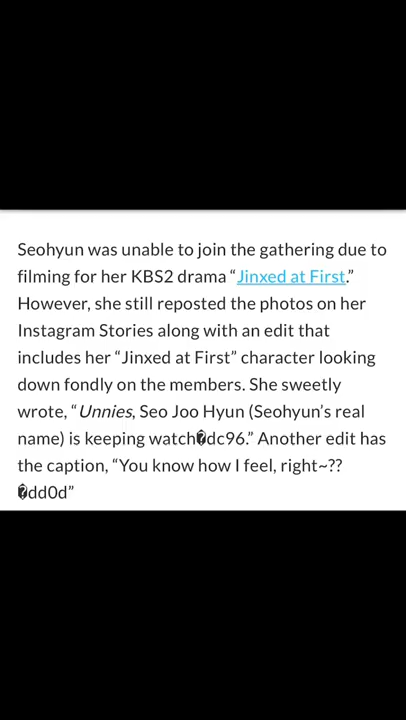 Seohyun was unable to join the gathering due to
filming for her KBS2 drama “Jinxed at First.”
However, she still reposted the photos on her
Instagram Stories along with an edit that
includes her “Jinxed at First” character looking
down fondly on the members. She sweetly
wrote, “Unnies, Seo Joo Hyun (Seohyun’s real
name) is keeping watch�dc96.” Another edit has
the caption, “You know how I feel, right~??
�dd0d”